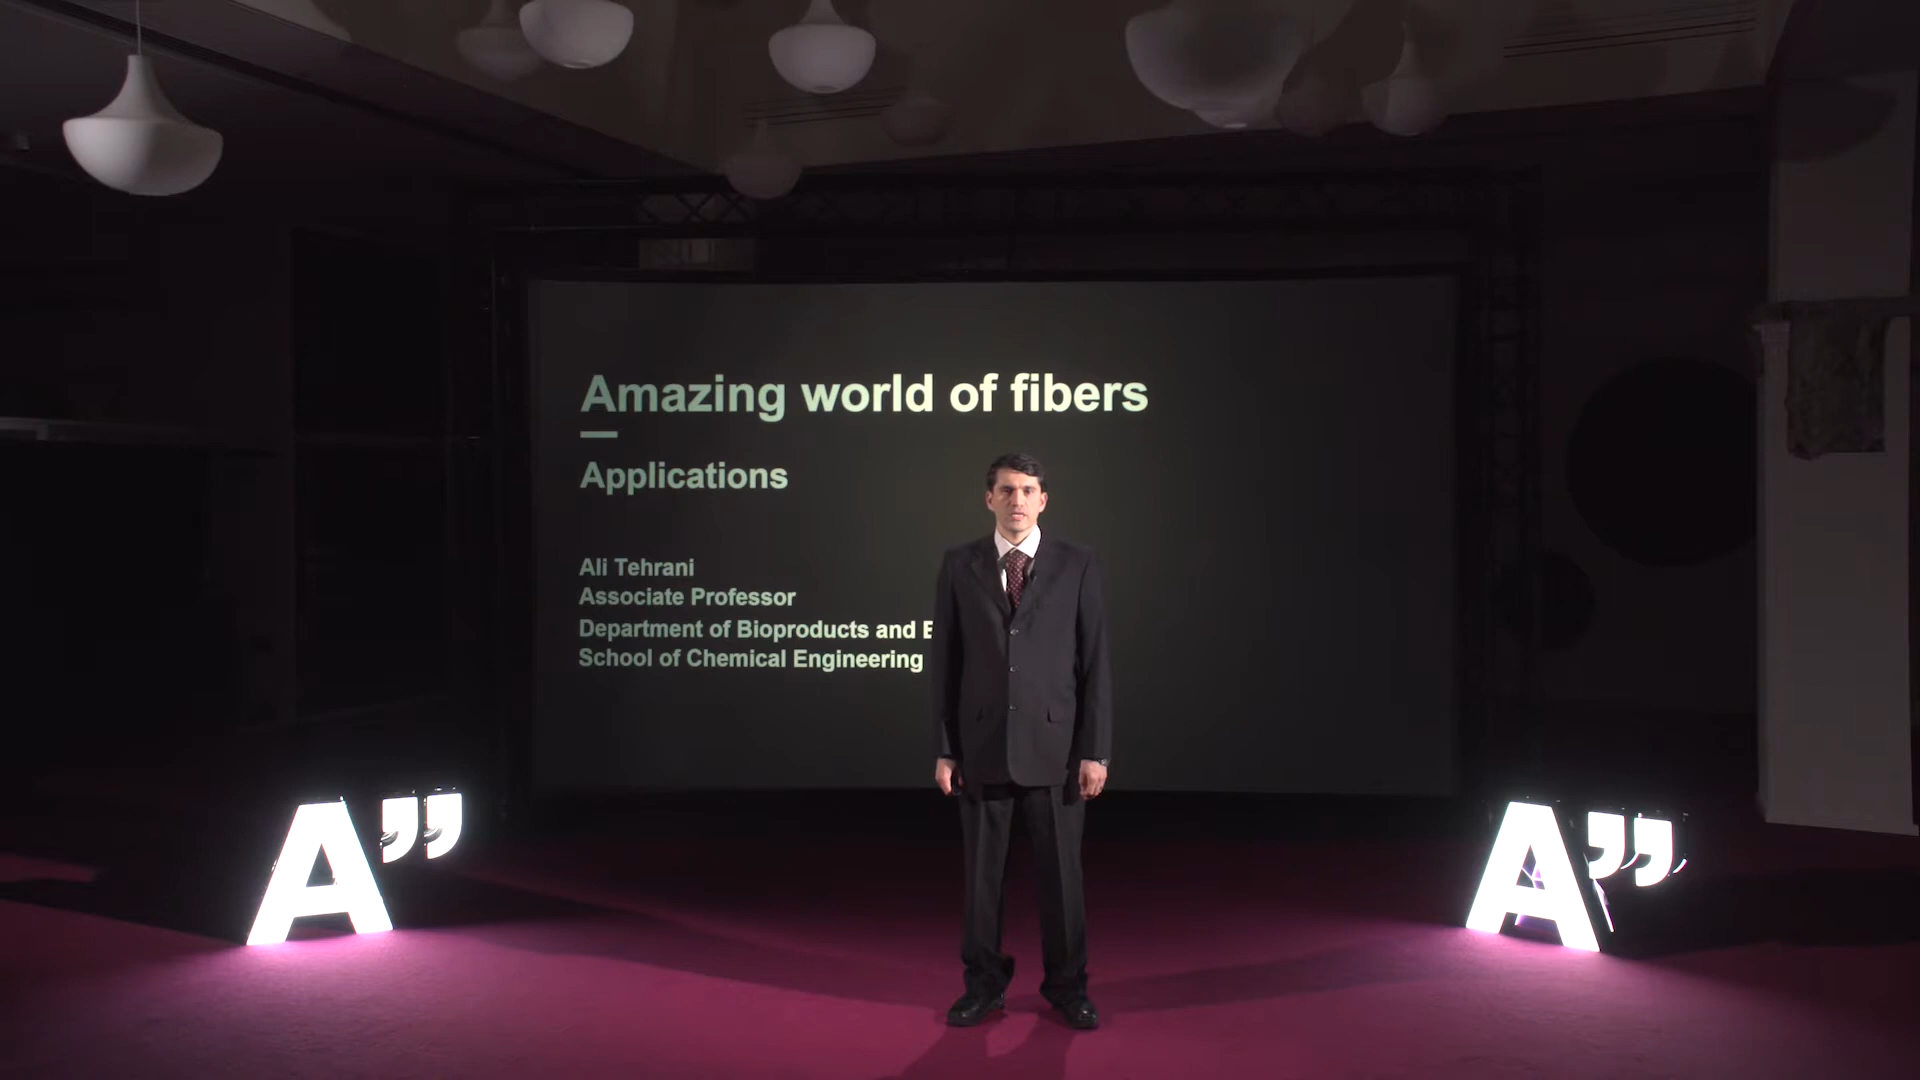 Amazing world of fibers
Applications
Ali Tehrani
Associate Professor
Department of Bioproducts and
School of Chemical Engineering
A”
A”